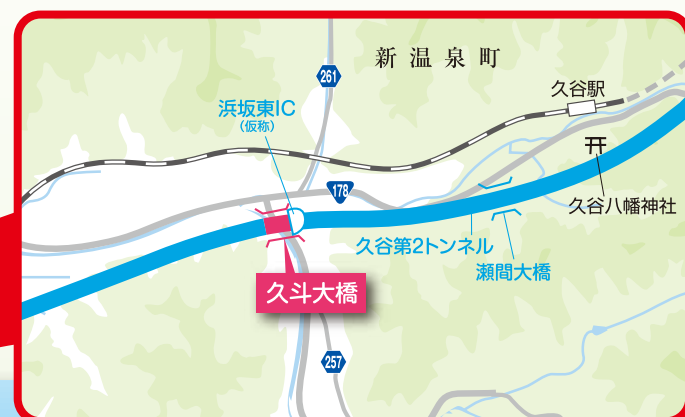 新温泉町
261
久谷駅
浜坂東IC
(仮称)
178
久谷八幡神社
久谷第2トンネル
瀬間大橋
久斗大橋
257